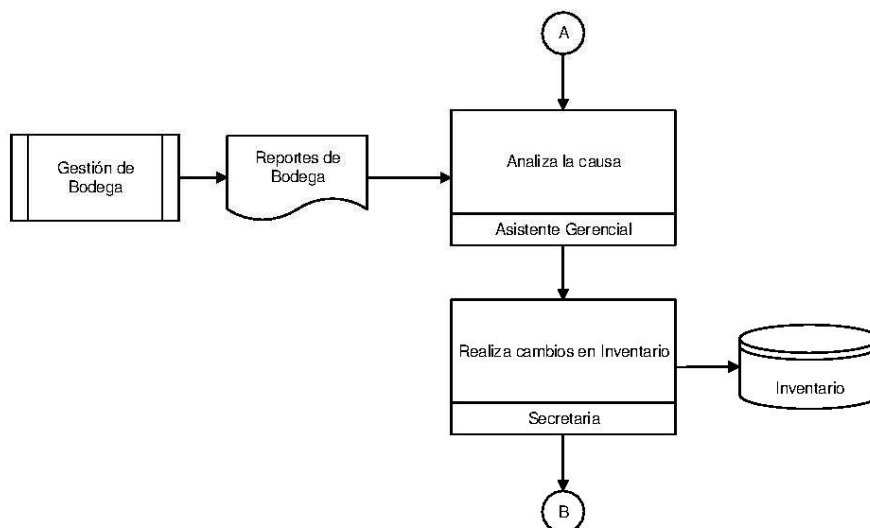 A
Gestión de
Bodega
Reportes de
Bodega
Analiza la causa
Asistente Gerencial
Realiza cambios en Inventario
Inventario
Secretaria
B